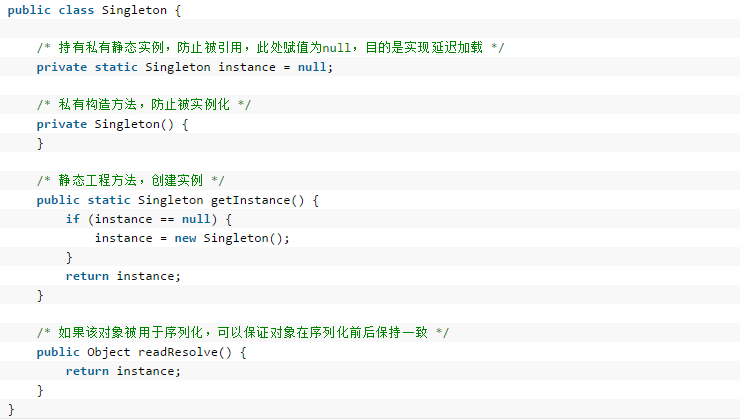 public class Singleton {
/* 持有私有静态实例，防止被引用，此处赋值为null，目的是实现延迟加载 */
private static Singleton instance = null;
/* 私有构造方法，防止被实例化 */
private Singleton() {
}
/* 静态工程方法，创建实例 */
public static Singleton getInstance() {
if (instance == null) {
instance = new Singleton();
}
return instance;
}
/* 如果该对象被用于序列化，可以保证对象在序列化前后保持一致 */
public Object readResolve() {
return instance;
}
}